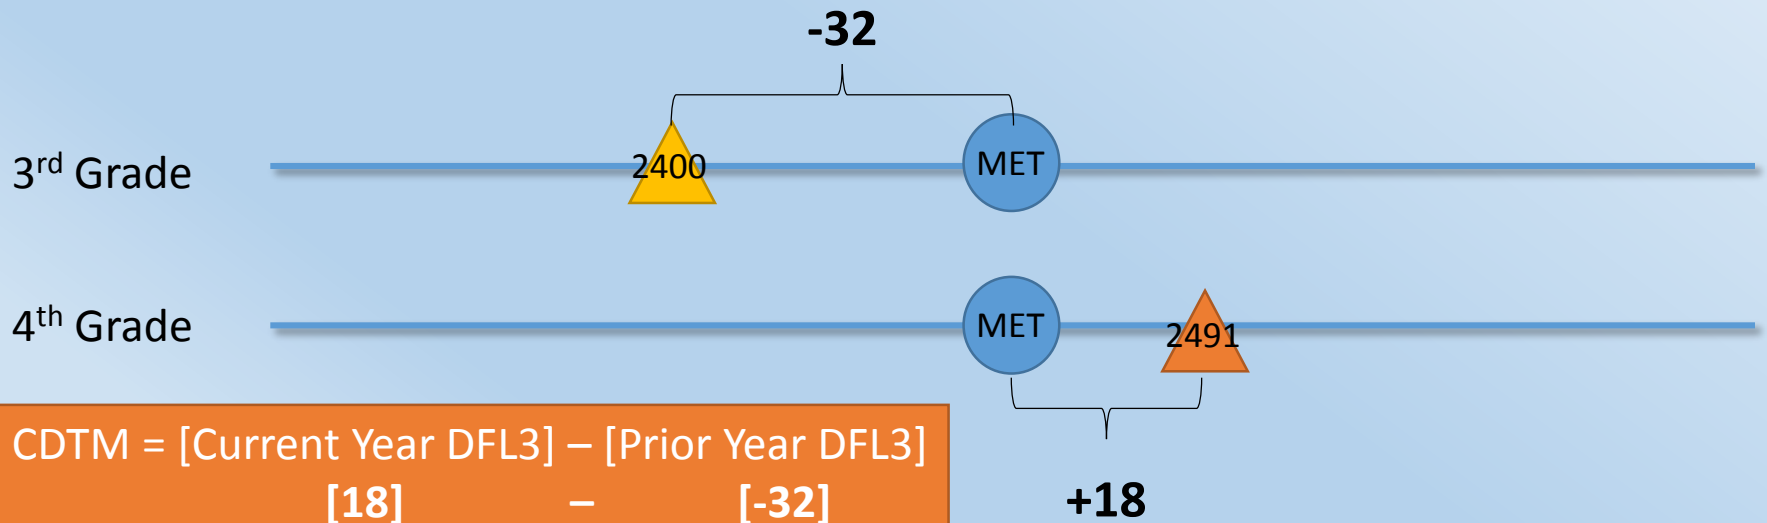 -32
3rd Grade
2400
MET
4th Grade
MET
2491
CDTM = [Current Year DFL3] – [Prior Year DFL3]
[18] – [-32]
+18